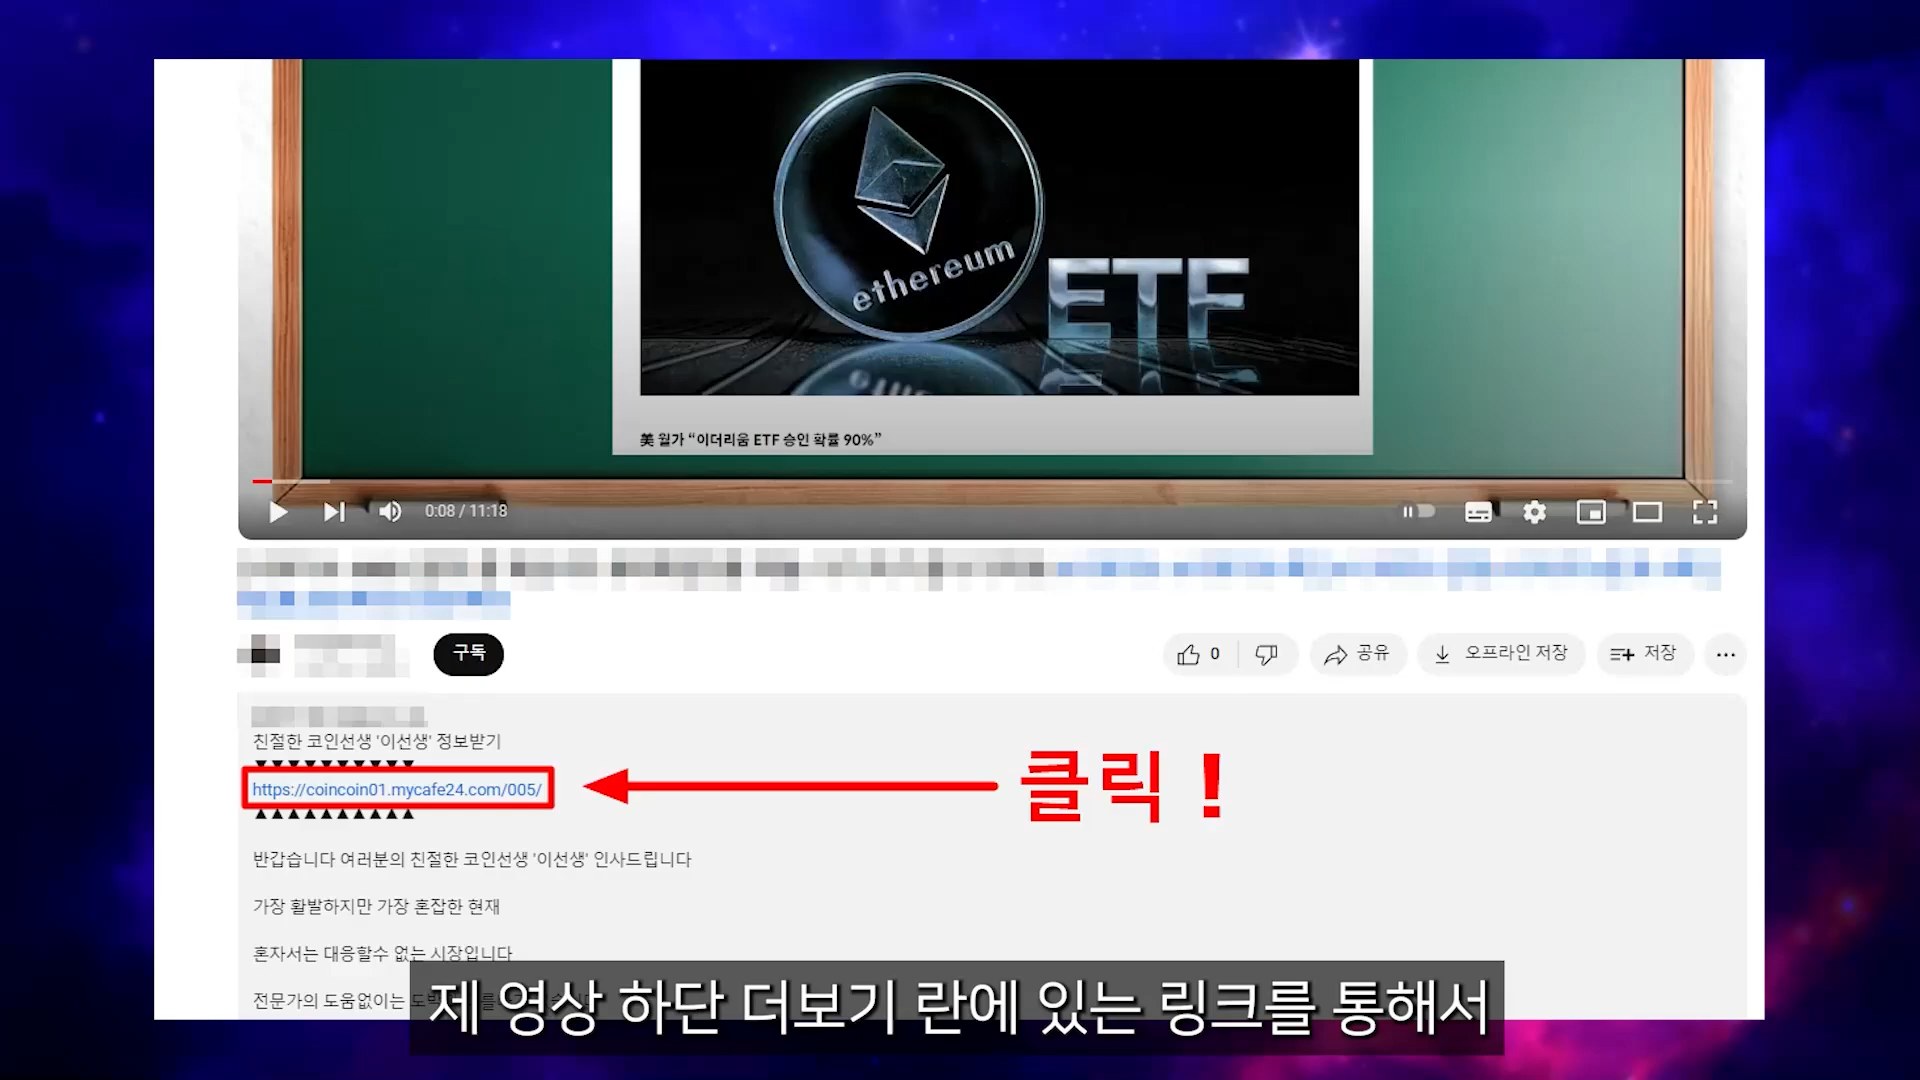 ethereum
ETF
美 월가 “이더리움 ETF 승인 확률 90%”
0:08 / 11:18
구독
0
공유
오프라인 저장
저장
친절한 코인선생 '이선생' 정보받기
▼▼▼▼▼▼▼▼▼▼
https://coincoin01.mycafe24.com/005/
클릭 !
▲▲▲▲▲▲▲▲▲▲
반갑습니다 여러분의 친절한 코인선생 '이선생' 인사드립니다
가장 활발하지만 가장 혼잡한 현재
혼자서는 대응할수 없는 시장입니다
전문가의 도움없이는
제 영상 하단 더보기 란에 있는 링크를 통해서